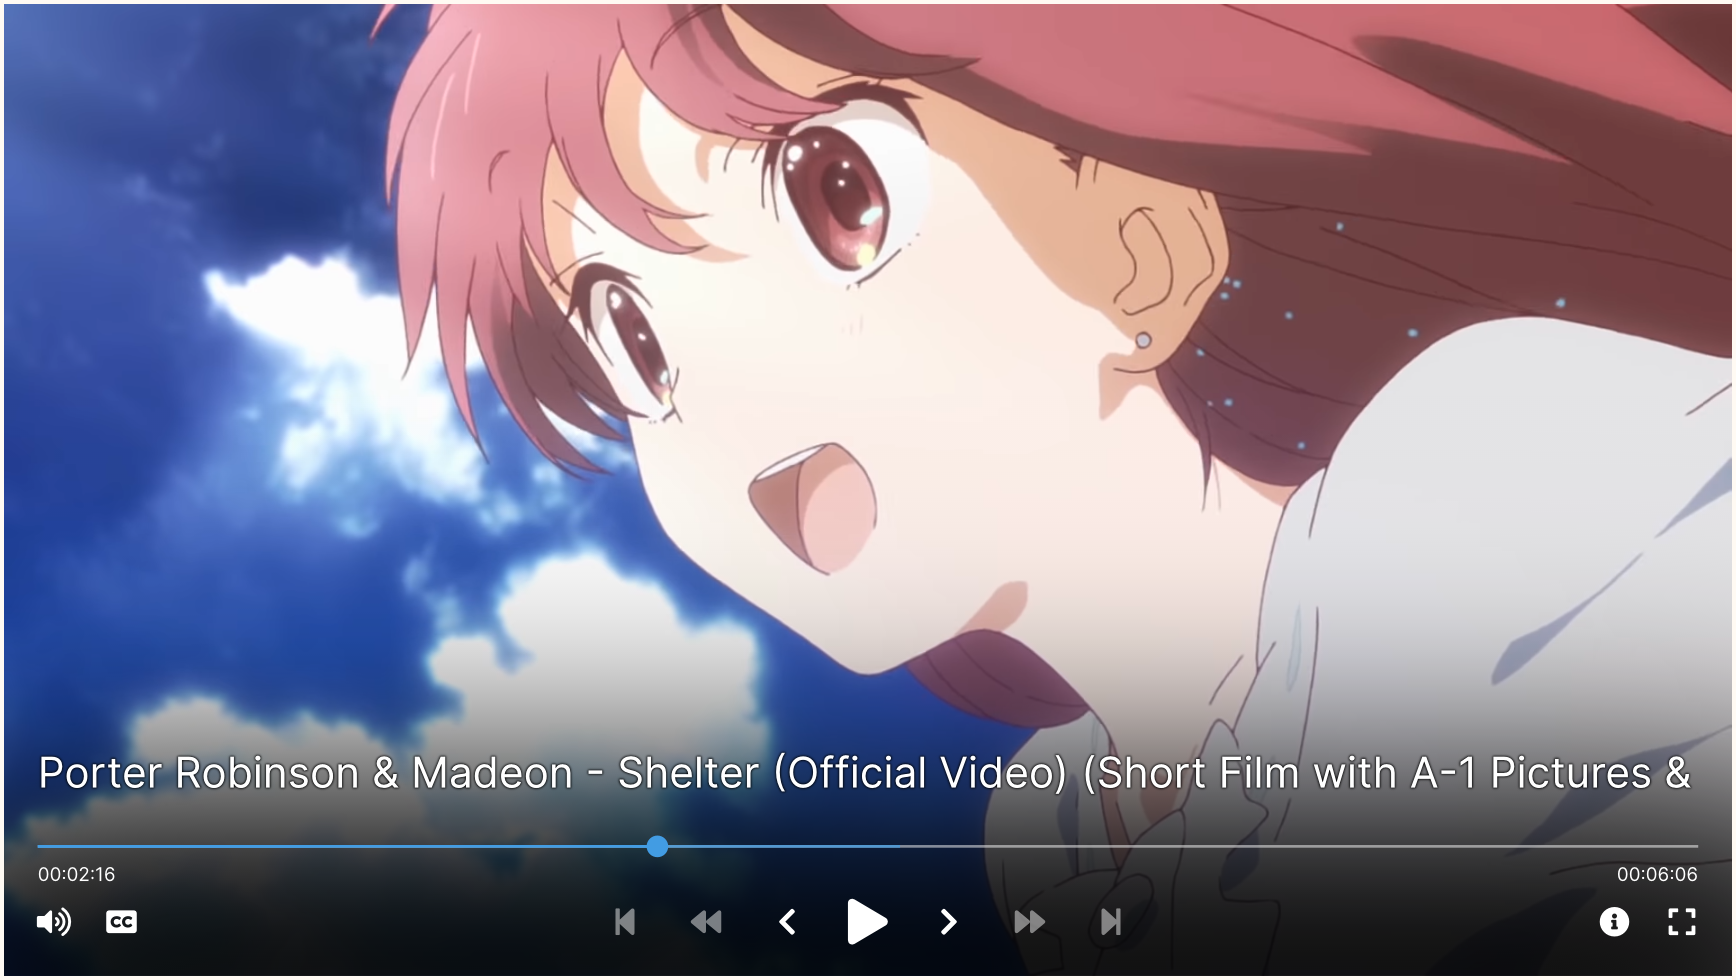 Porter Robinson & Madeon - Shelter (Official Video) (Short Film with A-1 Pictures &
00:02:16
00:06:06
CC